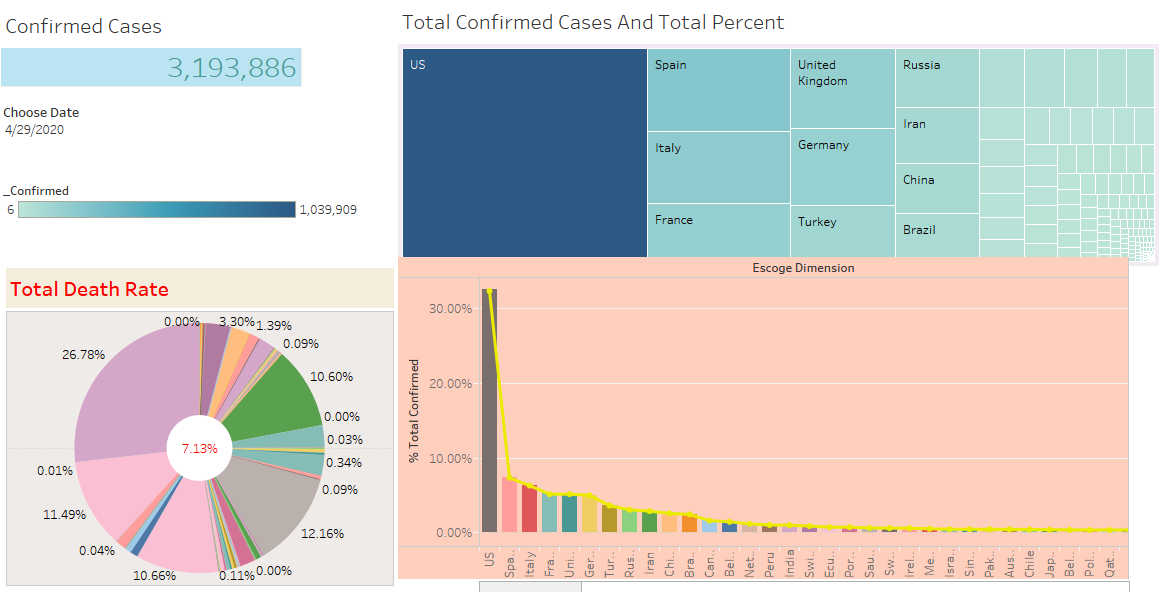 Confirmed Cases
3,193,886
Choose Date
4/29/2020
_Confirmed
6
1,039,909
Total Confirmed Cases And Total Percent
US
Spain
Italy
France
United
Kingdom
Germany
Turkey
Russia
Iran
China
Brazil
Total Death Rate
0.00%
3.30%
1.39%
0.09%
10.60%
0.00%
0.03%
0.34%
0.09%
12.16%
0.00%
0.11%
10.66%
0.04%
11.49%
0.01%
26.78%
7.13%
Escoge Dimension
% Total Confirmed
30.00%
20.00%
10.00%
0.00%
US
Spa..
Italy
Fra..
Uni..
Ger..
Tur..
Rus..
Iran
Chi..
Bra..
Can..
Bel..
Net..
Peru
India
Swi..
Ecu..
Por..
Sau..
Sw..
Irel..
Me..
Isra..
Sin..
Pak..
Aus..
Chile
Jap..
Bel..
Pol..
Qat..